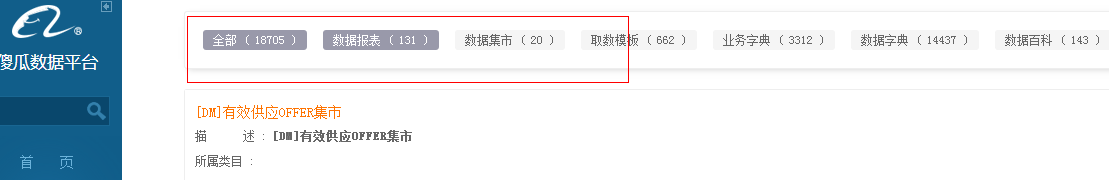 全部（ 18705 ） 数据报表（ 131 ） 数据集市（ 20 ） 取数模板（ 662 ） 业务字典（ 3312 ） 数据字典（ 14437 ） 数据百科（ 143 ）
傻瓜数据平台
首 页
[DM]有效供应OFFER集市
描 述 : [DM]有效供应OFFER集市
所属类目 :